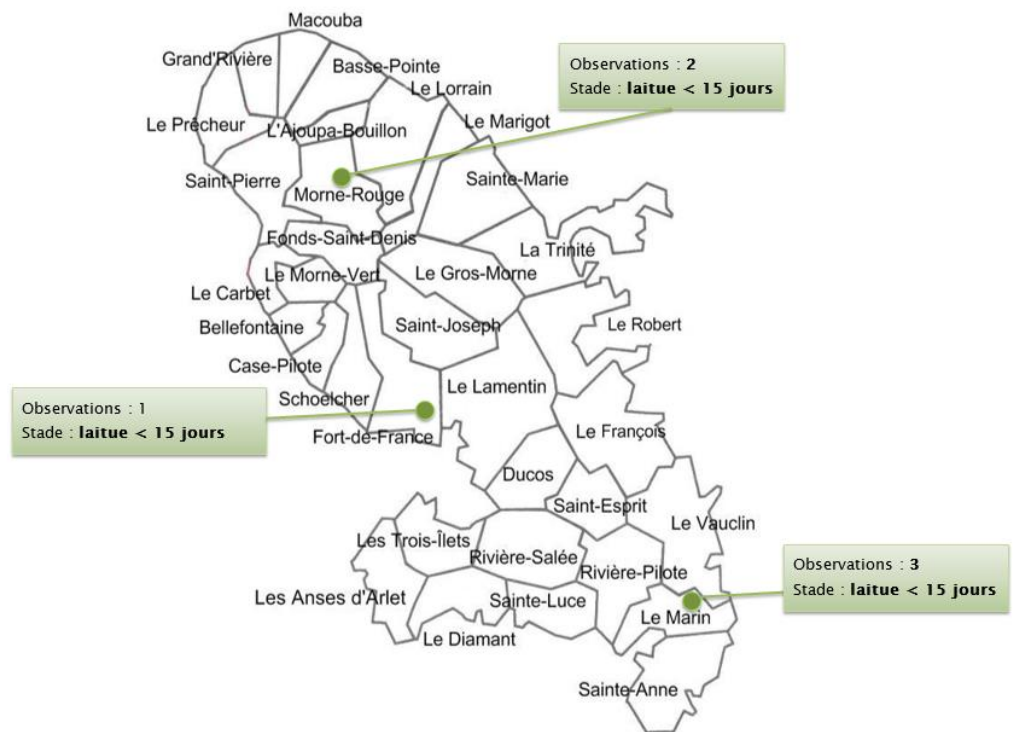 Macouba
Grand'Rivière
Basse-Pointe
Observations : 2
Stade : laitue < 15 jours
Le Lorrain
Le Prêcheur
L'Ajoupa-Bouillon
Le Marigot
Saint-Pierre
Sainte-Marie
Morne-Rouge
Fonds-Saint-Denis
La Trinité
Le Morne-Vert
Le Gros-Morne
Le Carbet
Bellefontaine
Saint-Joseph
Le Robert
Case-Pilote
Le Lamentin
Schoelcher
Observations : 1
Stade : laitue < 15 jours
Fort-de-France
Le François
Ducos
Saint-Esprit
Le Vauclin
Les Trois-Îlets
Rivière-Salée
Rivière-Pilote
Observations : 3
Stade : laitue < 15 jours
Les Anses d'Arlet
Sainte-Luce
Le Marin
Le Diamant
Sainte-Anne